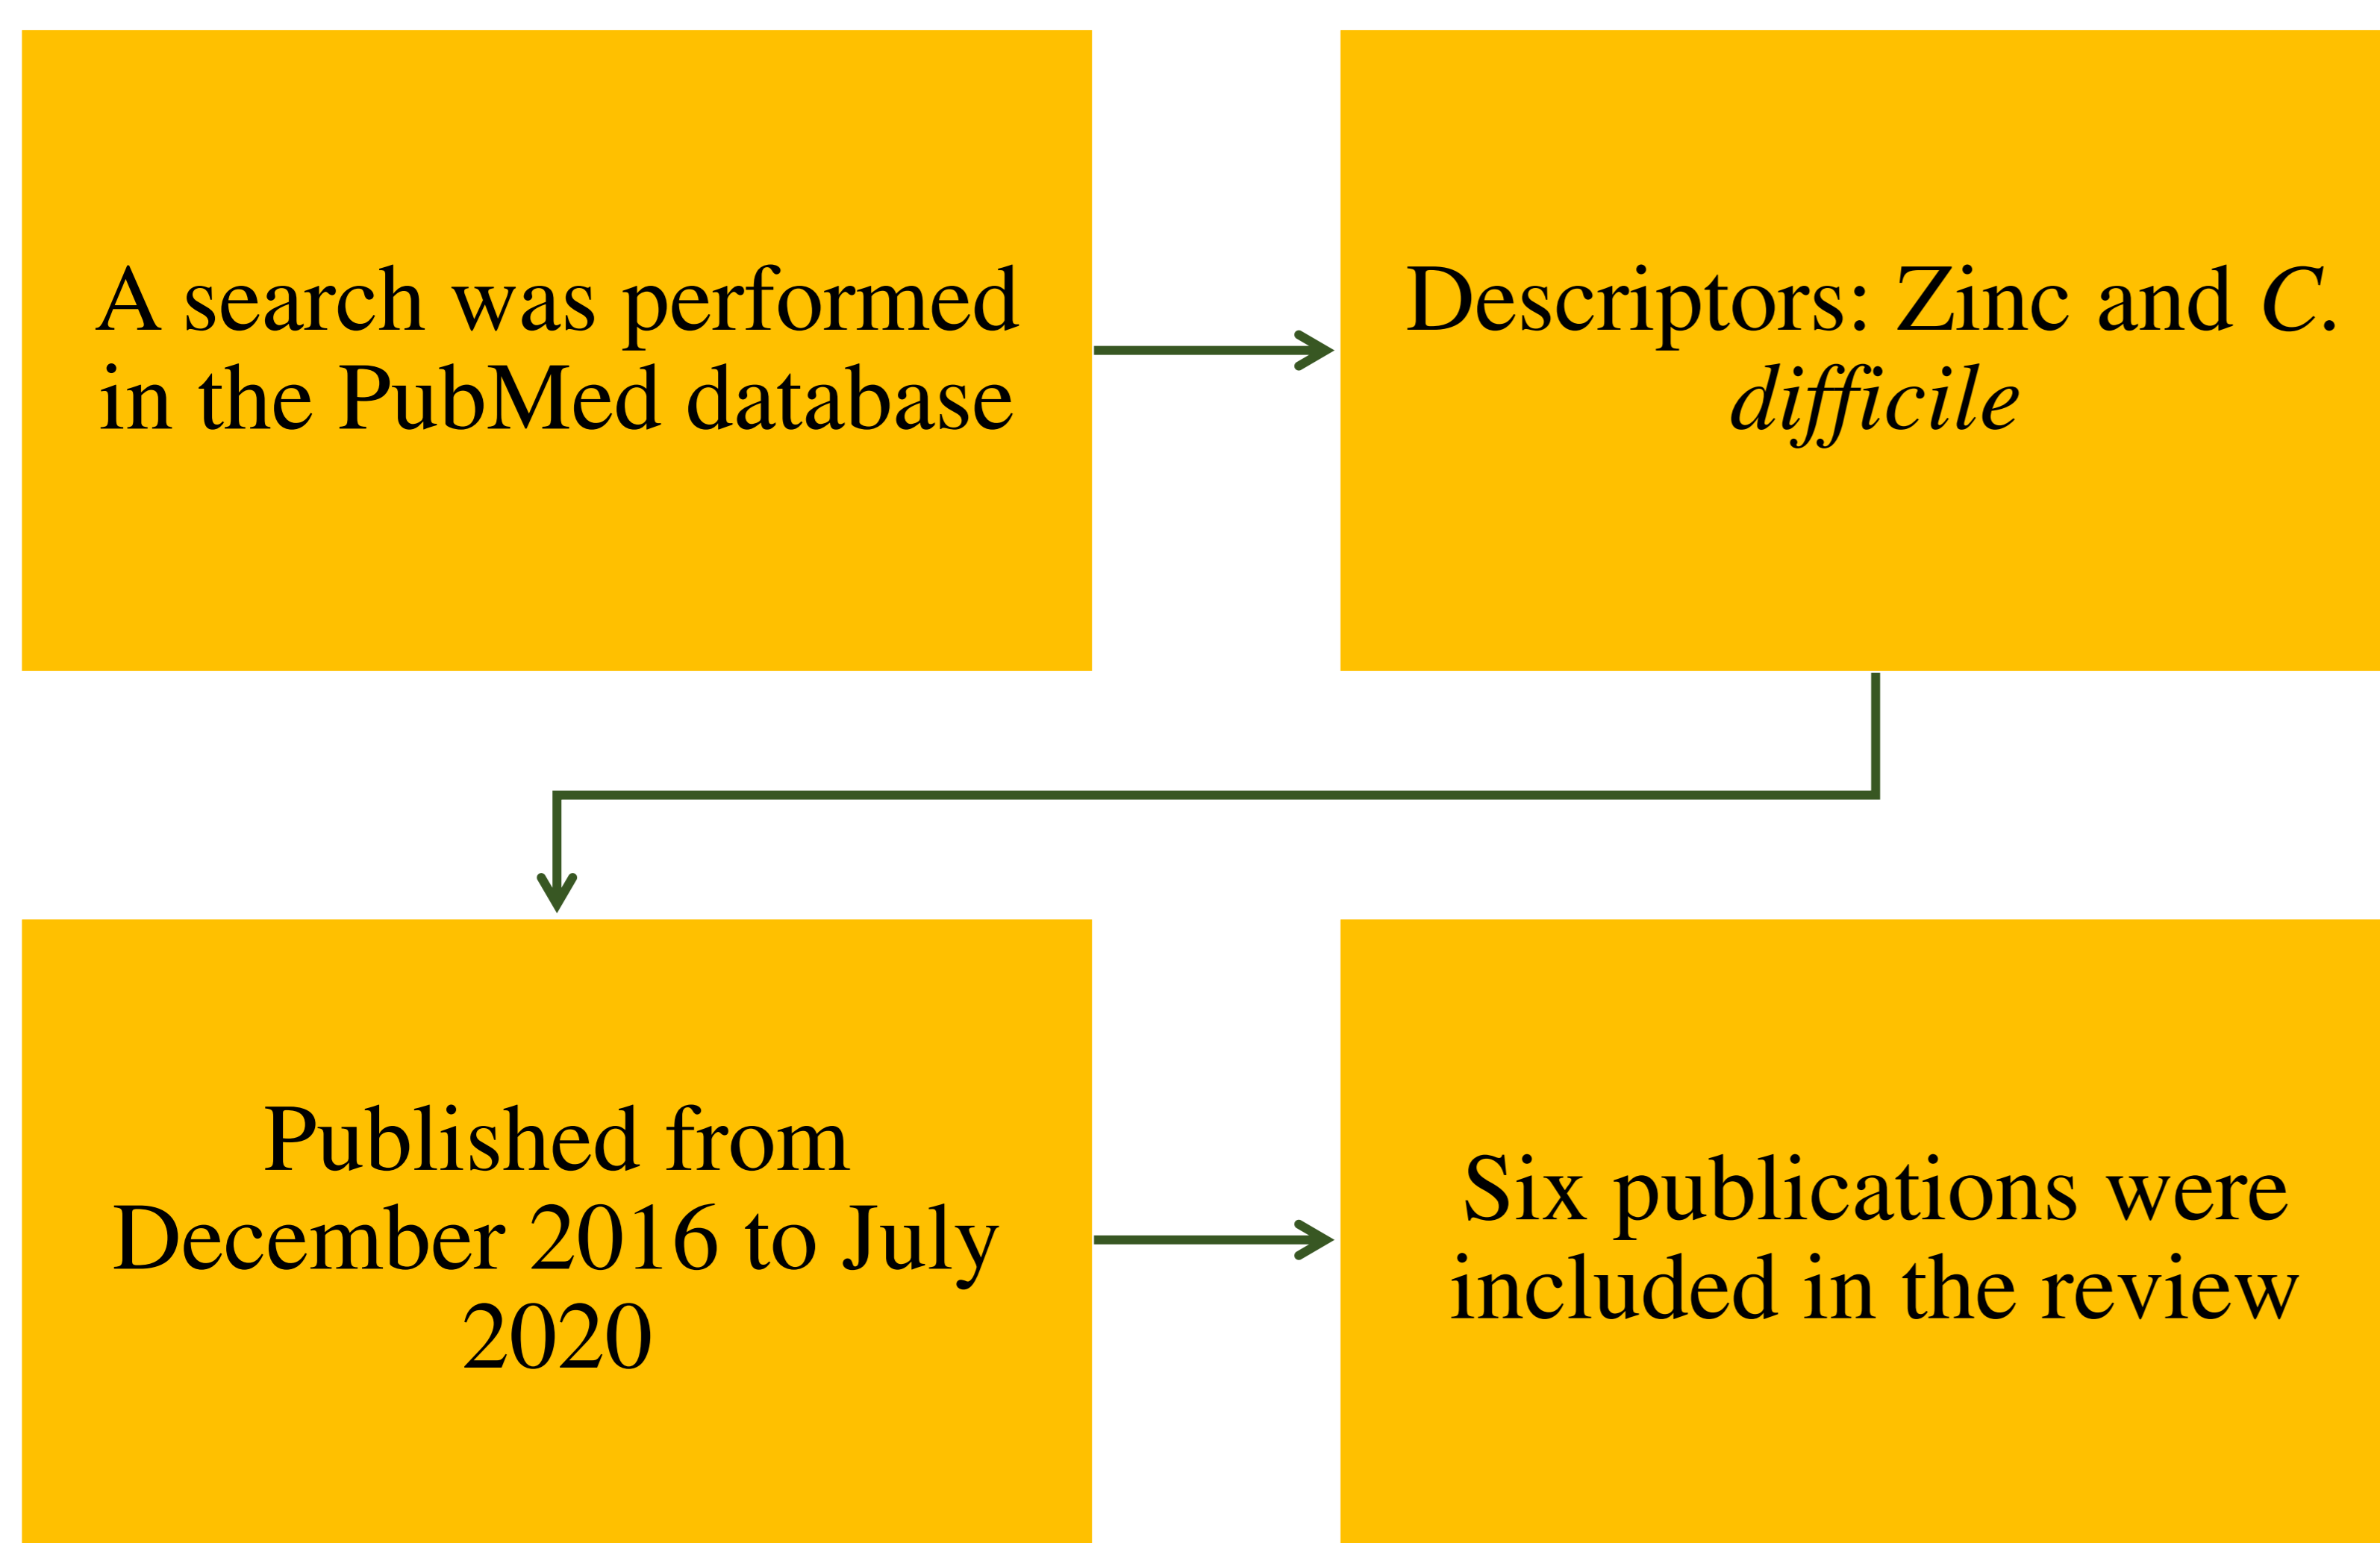 A search was performed
in the PubMed database
Descriptors: Zinc and C.
difficile
Published from
December 2016 to July
2020
Six publications were
included in the review